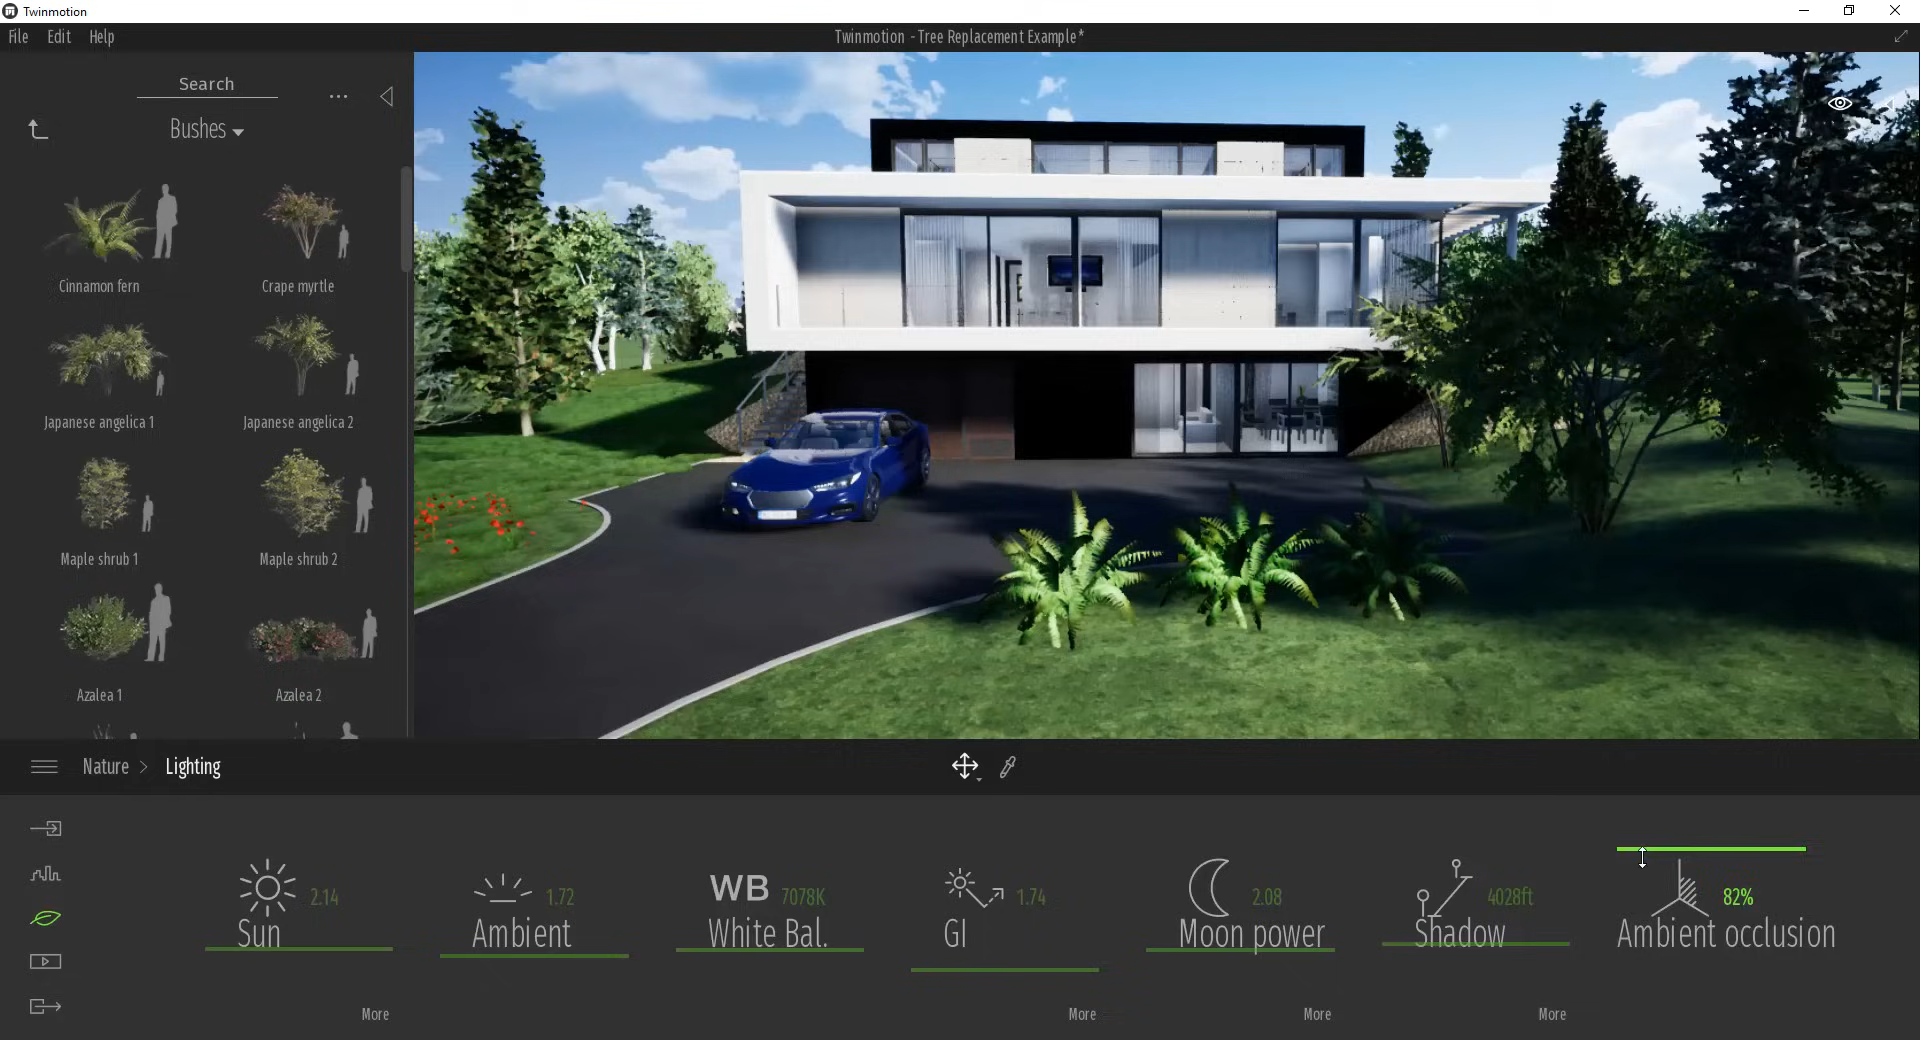 Twinmotion
File Edit Help
Twinmotion - Tree Replacement Example*
Search
...
Bushes
Cinnamon fern
Crape myrtle
Japanese angelica 1
Japanese angelica 2
Maple shrub 1
Maple shrub 2
Azalea 1
Azalea 2
Nature > Lighting
2.14
Sun
More
1.72
Ambient
WB 7078K
White Bal.
1.74
GI
More
2.08
Moon power
More
4028ft
Shadow
More
82%
Ambient occlusion